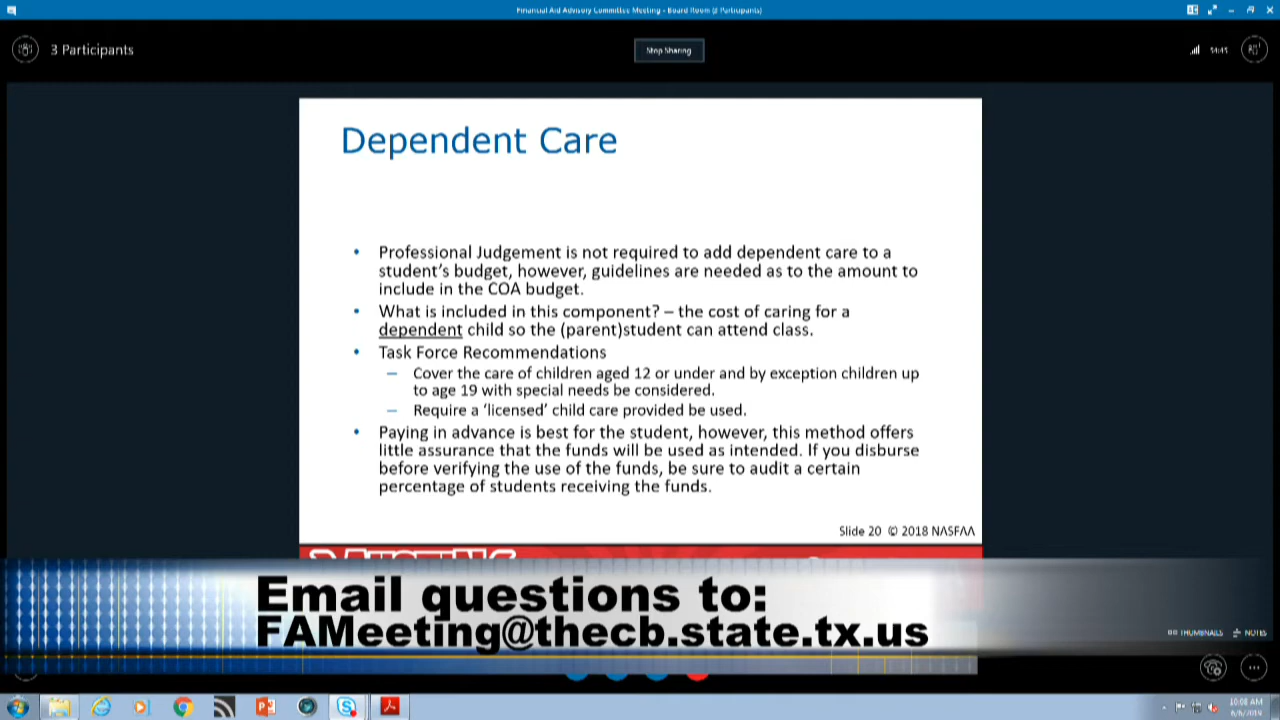 Financial Aid Advisory Committee Meeting - Board Room (3 Participants)
3 Participants
Stop Sharing
54:45
Dependent Care
• Professional Judgement is not required to add dependent care to a
student's budget, however, guidelines are needed as to the amount to
include in the COA budget.
• What is included in this component? – the cost of caring for a
dependent child so the (parent)student can attend class.
• Task Force Recommendations
– Cover the care of children aged 12 or under and by exception children up
to age 19 with special needs be considered.
– Require a 'licensed' child care provided be used.
• Paying in advance is best for the student, however, this method offers
little assurance that the funds will be used as intended. If you disburse
before verifying the use of the funds, be sure to audit a certain
percentage of students receiving the funds.
Slide 20 © 2018 NASFAA
Email questions to:
FAMeeting@thecb.state.tx.us
THUMBNAILS
NOTES
10:08 AM
6/6/2019